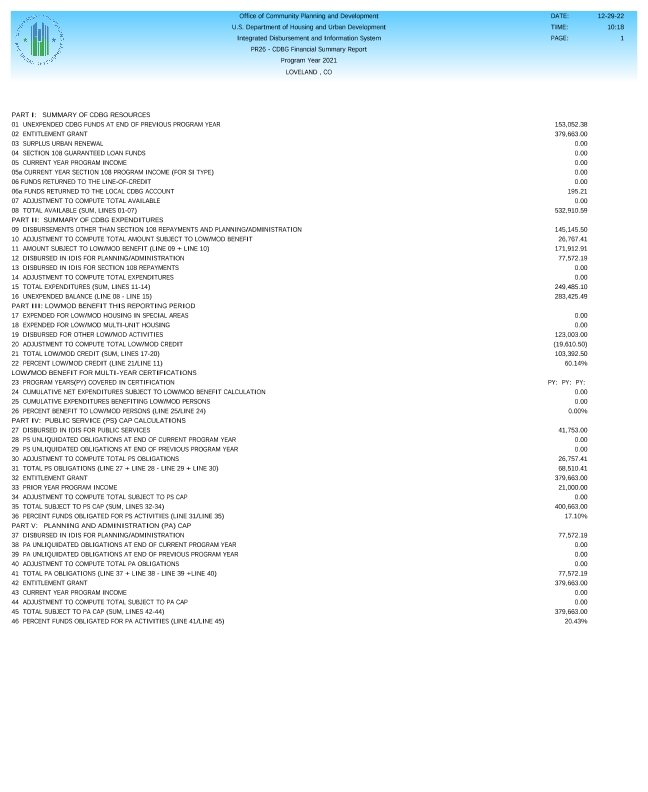 Office of Community Planning and Development
U.S. Department of Housing and Urban Development
Integrated Disbursement and Information System
PR26 - CDBG Financial Summary Report
Program Year 2021
LOVELAND , CO
DATE: 12-29-22
TIME: 10:18
PAGE: 1
PART I: SUMMARY OF CDBG RESOURCES
01 UNEXPENDED CDBG FUNDS AT END OF PREVIOUS PROGRAM YEAR 153,052.38
02 ENTITLEMENT GRANT 379,663.00
03 SURPLUS URBAN RENEWAL 0.00
04 SECTION 108 GUARANTEED LOAN FUNDS 0.00
05 CURRENT YEAR PROGRAM INCOME 0.00
05a CURRENT YEAR SECTION 108 PROGRAM INCOME (FOR SI TYPE) 0.00
06 FUNDS RETURNED TO THE LINE-OF-CREDIT 0.00
06a FUNDS RETURNED TO THE LOCAL CDBG ACCOUNT 195.21
07 ADJUSTMENT TO COMPUTE TOTAL AVAILABLE 0.00
08 TOTAL AVAILABLE (SUM, LINES 01-07) 532,910.59
PART II: SUMMARY OF CDBG EXPENDITURES
09 DISBURSEMENTS OTHER THAN SECTION 108 REPAYMENTS AND PLANNING/ADMINISTRATION 145,145.50
10 ADJUSTMENT TO COMPUTE TOTAL AMOUNT SUBJECT TO LOW/MOD BENEFIT 26,767.41
11 AMOUNT SUBJECT TO LOW/MOD BENEFIT (LINE 09 + LINE 10) 171,912.91
12 DISBURSED IN IDIS FOR PLANNING/ADMINISTRATION 77,572.19
13 DISBURSED IN IDIS FOR SECTION 108 REPAYMENTS 0.00
14 ADJUSTMENT TO COMPUTE TOTAL EXPENDITURES 0.00
15 TOTAL EXPENDITURES (SUM, LINES 11-14) 249,485.10
16 UNEXPENDED BALANCE (LINE 08 - LINE 15) 283,425.49
PART III: LOWMOD BENEFIT THIS REPORTING PERIOD
17 EXPENDED FOR LOW/MOD HOUSING IN SPECIAL AREAS 0.00
18 EXPENDED FOR LOW/MOD MULTI-UNIT HOUSING 0.00
19 DISBURSED FOR OTHER LOW/MOD ACTIVITIES 123,003.00
20 ADJUSTMENT TO COMPUTE TOTAL LOW/MOD CREDIT (19,610.50)
21 TOTAL LOW/MOD CREDIT (SUM, LINES 17-20) 103,392.50
22 PERCENT LOW/MOD CREDIT (LINE 21/LINE 11) 60.14%
LOW/MOD BENEFIT FOR MULTI-YEAR CERTIFICATIONS
23 PROGRAM YEARS(PY) COVERED IN CERTIFICATION PY: PY: PY:
24 CUMULATIVE NET EXPENDITURES SUBJECT TO LOW/MOD BENEFIT CALCULATION 0.00
25 CUMULATIVE EXPENDITURES BENEFITING LOW/MOD PERSONS 0.00
26 PERCENT BENEFIT TO LOW/MOD PERSONS (LINE 25/LINE 24) 0.00%
PART IV: PUBLIC SERVICE (PS) CAP CALCULATIONS
27 DISBURSED IN IDIS FOR PUBLIC SERVICES 41,753.00
28 PS UNLIQUIDATED OBLIGATIONS AT END OF CURRENT PROGRAM YEAR 0.00
29 PS UNLIQUIDATED OBLIGATIONS AT END OF PREVIOUS PROGRAM YEAR 0.00
30 ADJUSTMENT TO COMPUTE TOTAL PS OBLIGATIONS 26,757.41
31 TOTAL PS OBLIGATIONS (LINE 27 + LINE 28 - LINE 29 + LINE 30) 68,510.41
32 ENTITLEMENT GRANT 379,663.00
33 PRIOR YEAR PROGRAM INCOME 21,000.00
34 ADJUSTMENT TO COMPUTE TOTAL SUBJECT TO PS CAP 0.00
35 TOTAL SUBJECT TO PS CAP (SUM, LINES 32-34) 400,663.00
36 PERCENT FUNDS OBLIGATED FOR PS ACTIVITIES (LINE 31/LINE 35) 17.10%
PART V: PLANNING AND ADMINISTRATION (PA) CAP
37 DISBURSED IN IDIS FOR PLANNING/ADMINISTRATION 77,572.19
38 PA UNLIQUIDATED OBLIGATIONS AT END OF CURRENT PROGRAM YEAR 0.00
39 PA UNLIQUIDATED OBLIGATIONS AT END OF PREVIOUS PROGRAM YEAR 0.00
40 ADJUSTMENT TO COMPUTE TOTAL PA OBLIGATIONS 0.00
41 TOTAL PA OBLIGATIONS (LINE 37 + LINE 38 - LINE 39 +LINE 40) 77,572.19
42 ENTITLEMENT GRANT 379,663.00
43 CURRENT YEAR PROGRAM INCOME 0.00
44 ADJUSTMENT TO COMPUTE TOTAL SUBJECT TO PA CAP 0.00
45 TOTAL SUBJECT TO PA CAP (SUM, LINES 42-44) 379,663.00
46 PERCENT FUNDS OBLIGATED FOR PA ACTIVITIES (LINE 41/LINE 45) 20.43%